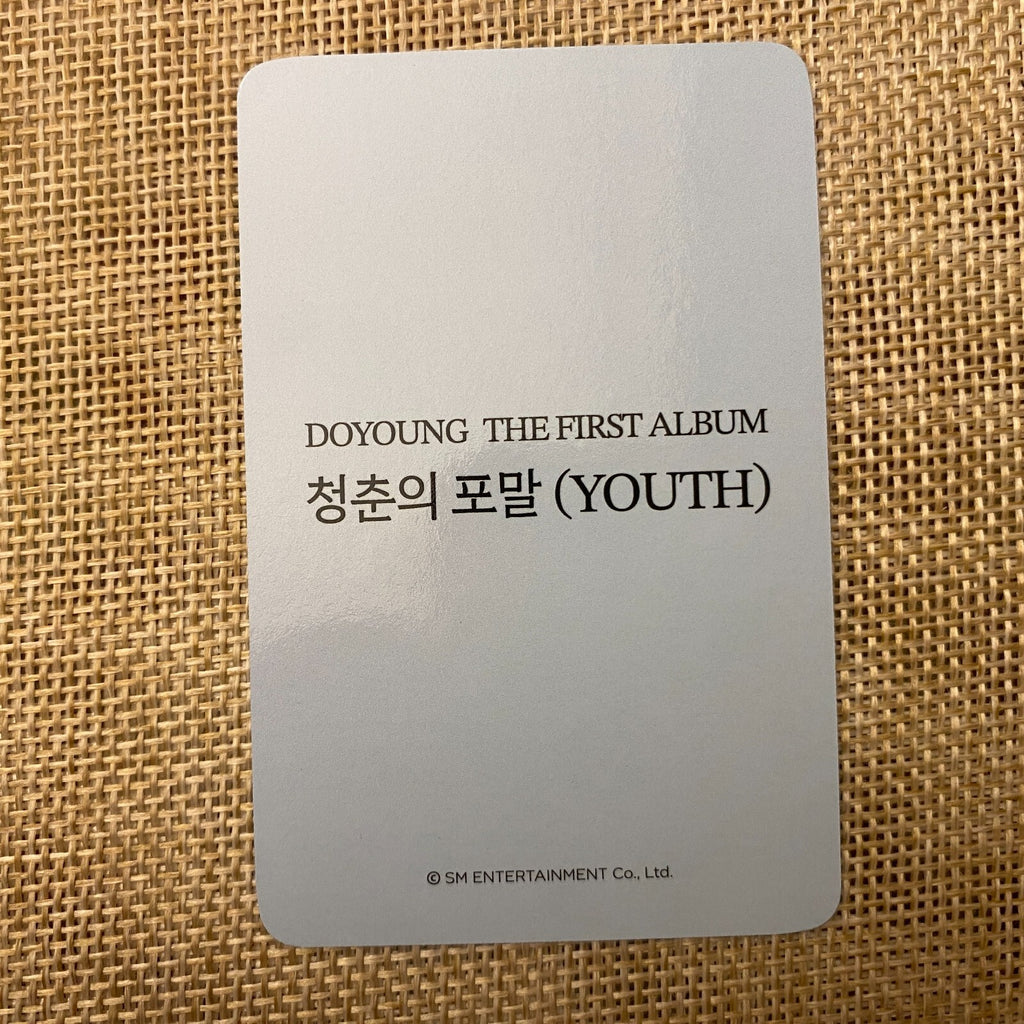 DOYOUNG THE FIRST ALBUM
청춘의 포말 (YOUTH)
© SM ENTERTAINMENT Co., Ltd.